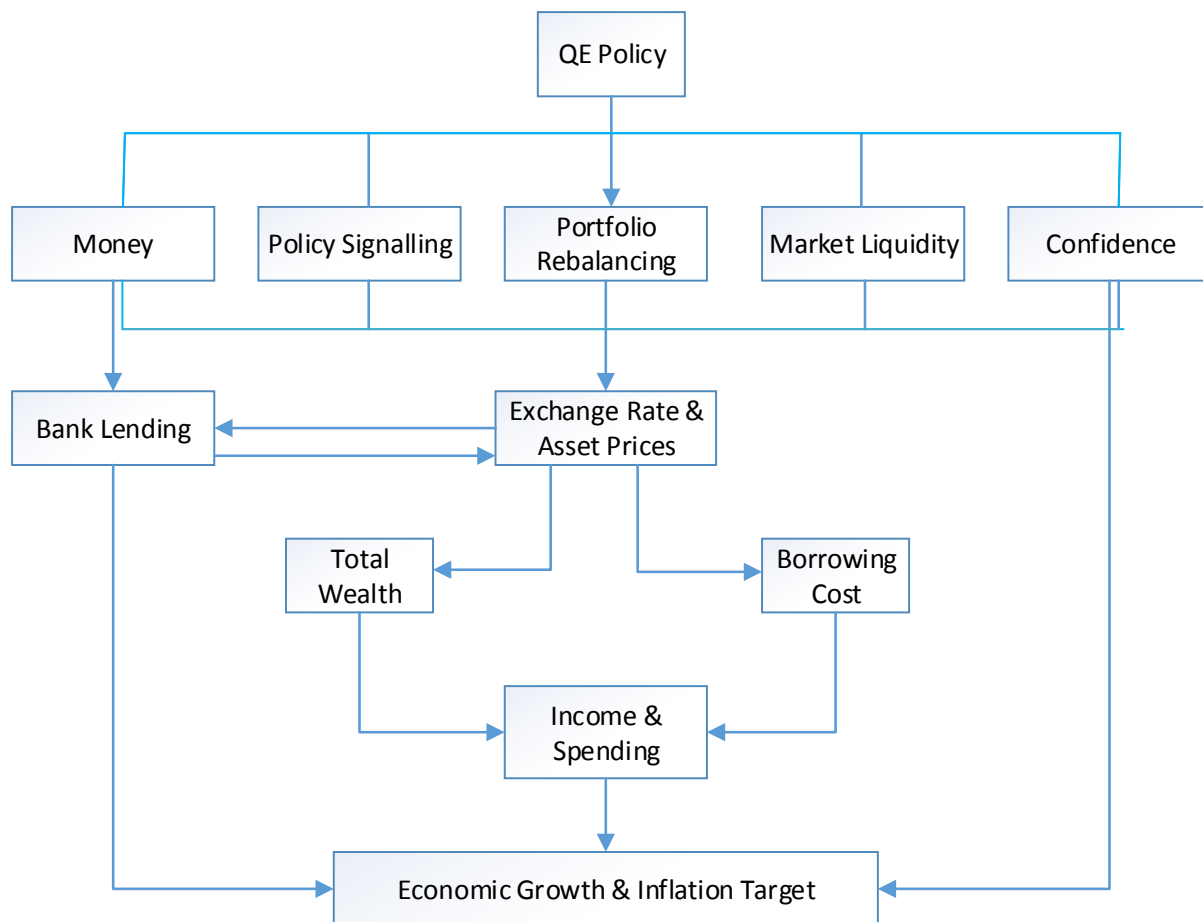 QE Policy
Money
Policy Signalling
Portfolio
Rebalancing
Market Liquidity
Confidence
Bank Lending
Exchange Rate &
Asset Prices
Total
Wealth
Borrowing
Cost
Income &
Spending
Economic Growth & Inflation Target